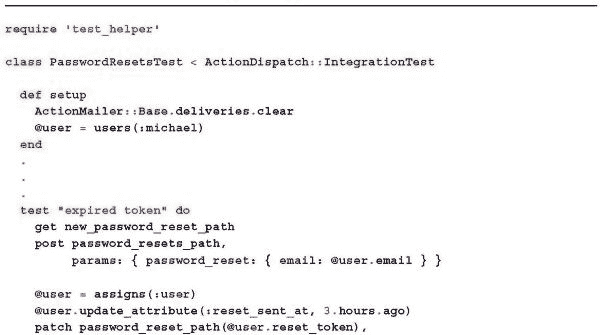 require 'test_helper'
class PasswordResetsTest < ActionDispatch::IntegrationTest
  def setup
    ActionMailer::Base.deliveries.clear
    @user = users(:michael)
  end
  .
  .
  .
  test "expired token" do
    get new_password_reset_path
    post password_resets_path,
         params: { password_reset: { email: @user.email } }
    @user = assigns(:user)
    @user.update_attribute(:reset_sent_at, 3.hours.ago)
    patch password_reset_path(@user.reset_token),